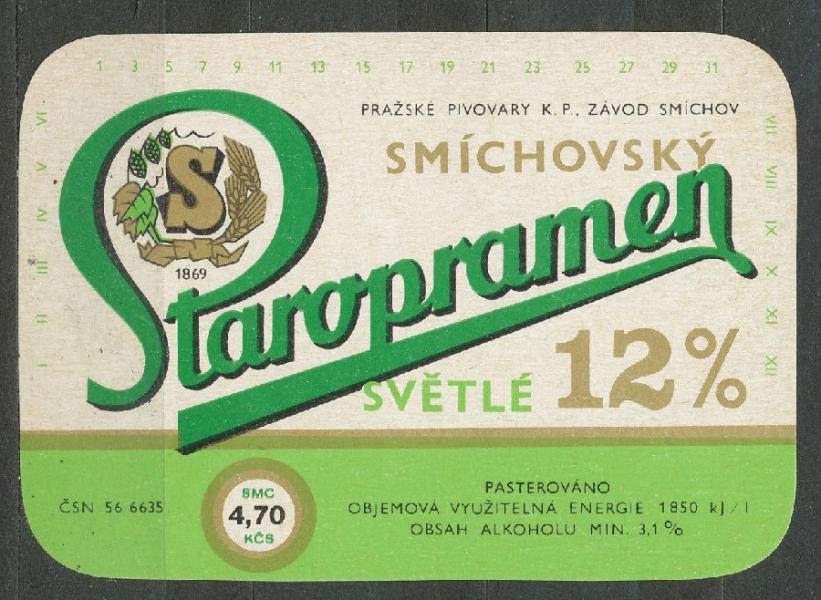 1 3 5 7 9 11 13 15 17 19 21 23 25 27 29 31
PRAŽSKÉ PIVOVARY K. P., ZÁVOD SMÍCHOV
SMÍCHOVSKÝ
S
1869
Staropramen
SVĚTLÉ 12%
VI
V
IV
III
II
I
VII
VIII
IX
X
XI
XII
ČSN 56 6635
SMC
4,70
KČS
PASTEROVÁNO
OBJEMOVÁ VYUŽITELNÁ ENERGIE 1850 kJ/l
OBSAH ALKOHOLU MIN. 3,1%